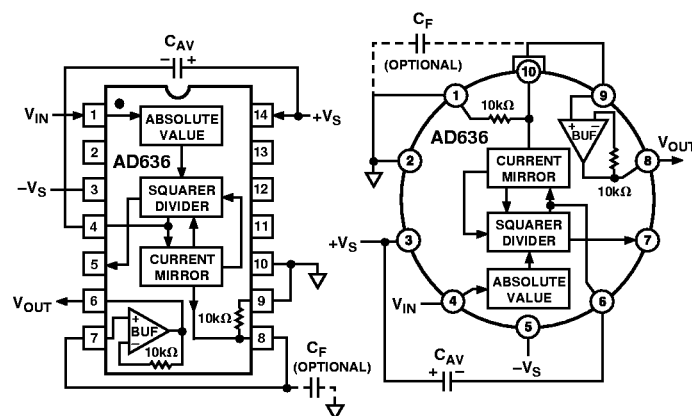 C_AV
− +
V_IN
1
ABSOLUTE
VALUE
14
+V_S
2
AD636
13
−V_S
3
SQUARER
DIVIDER
12
4
11
5
CURRENT
MIRROR
10
V_OUT
6
10kΩ
9
7
+
BUF
−
10kΩ
8
C_F
(OPTIONAL)
C_F
(OPTIONAL)
10
1
10kΩ
9
AD636
+ −
BUF
V_OUT
2
CURRENT
MIRROR
10kΩ
8
+V_S
3
SQUARER
DIVIDER
7
V_IN
4
ABSOLUTE
VALUE
6
5
−V_S
C_AV
+ −